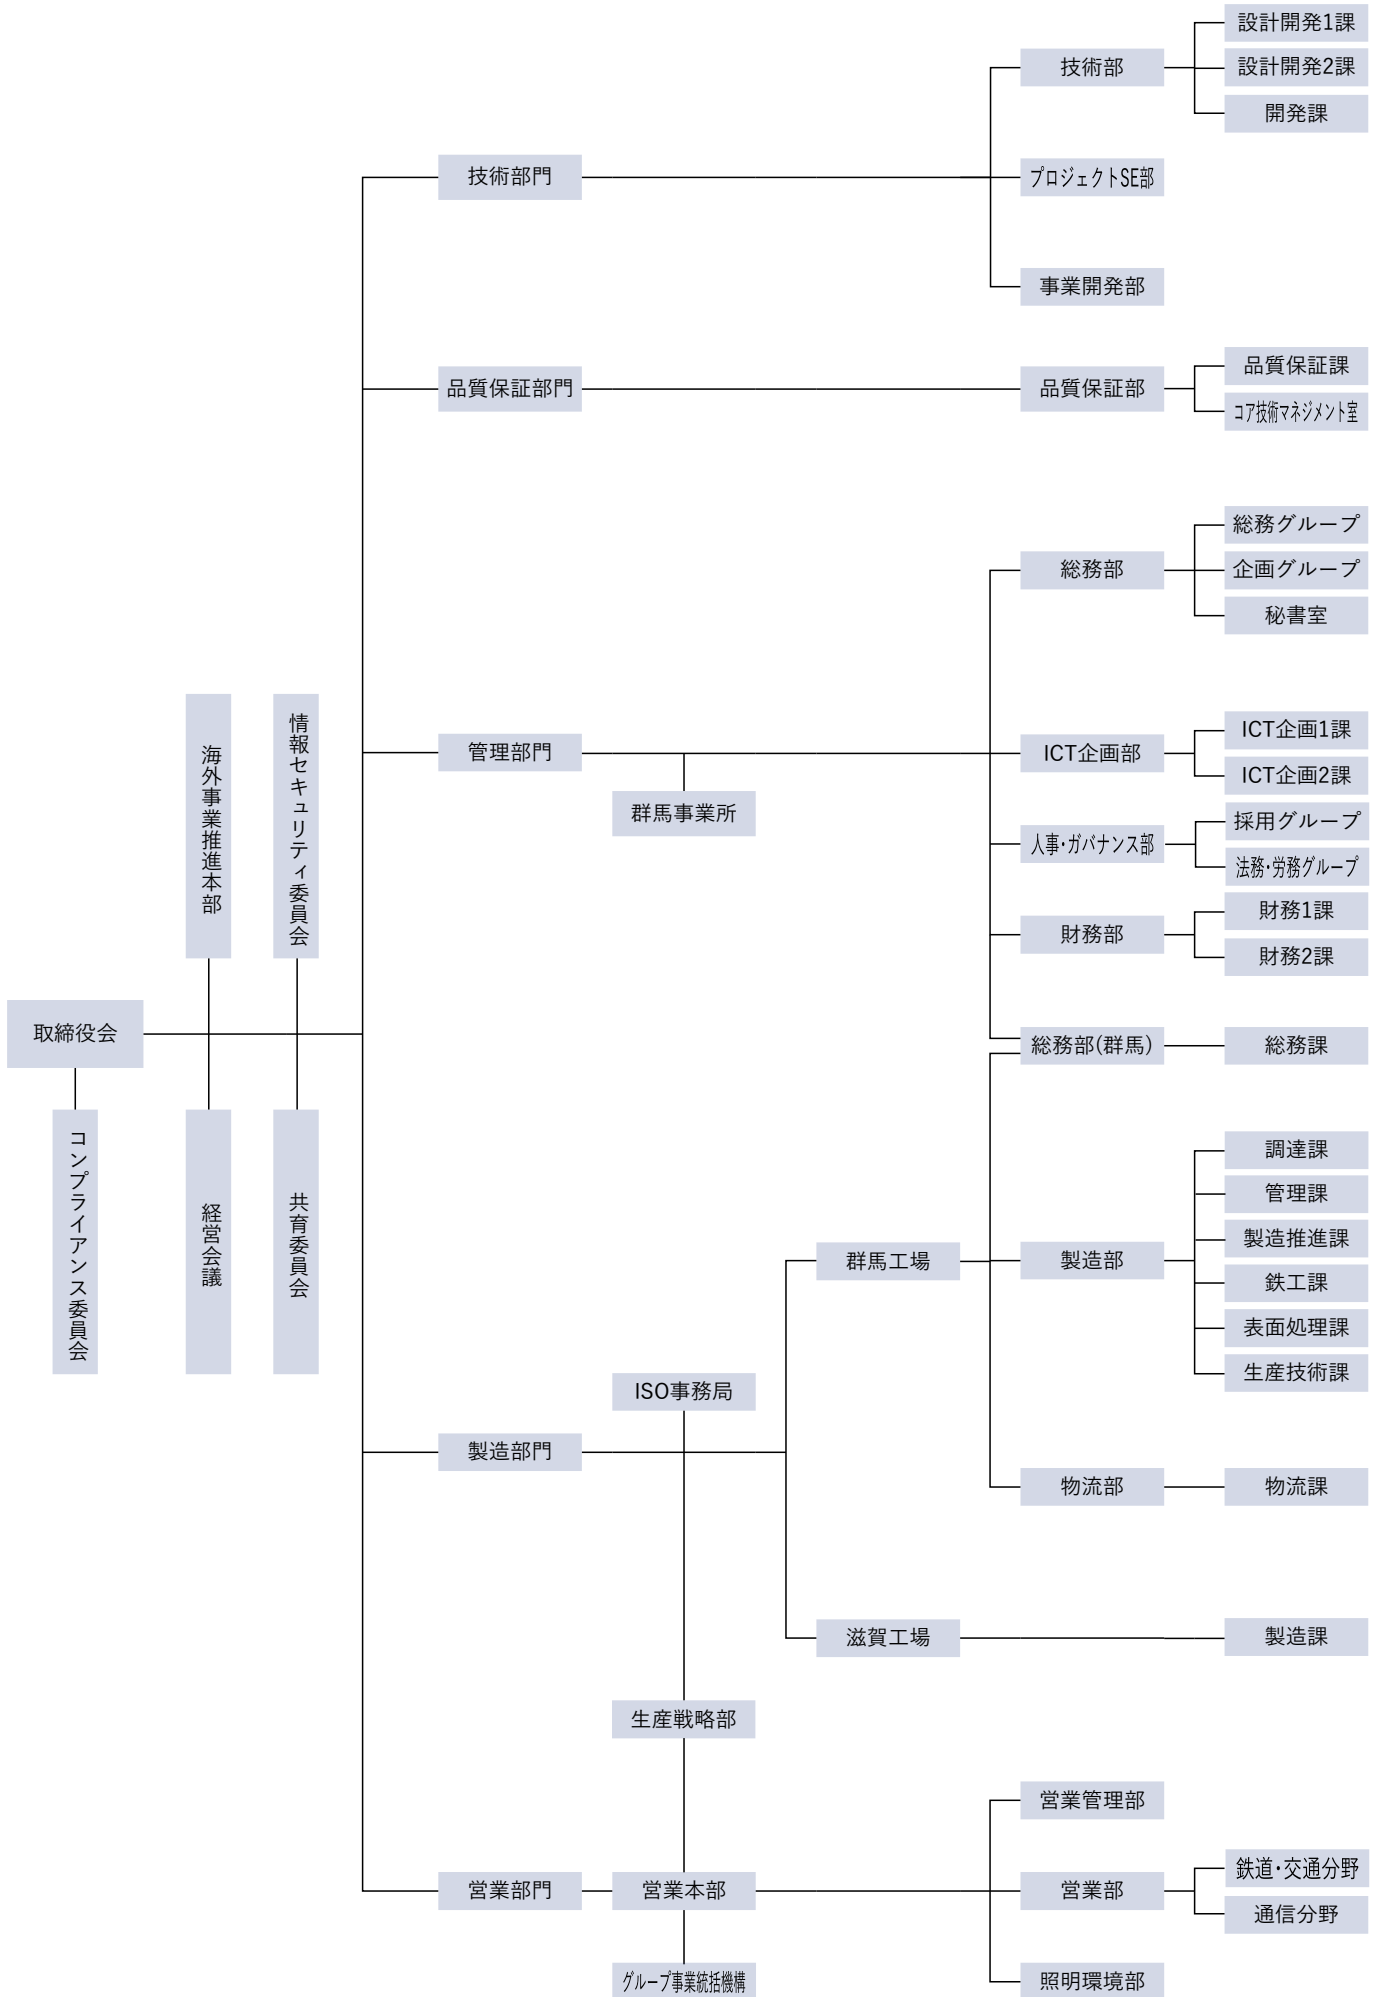 取締役会
コンプライアンス委員会
海外事業推進本部
経営会議
情報セキュリティ委員会
共育委員会
技術部門
技術部
設計開発1課
設計開発2課
開発課
プロジェクトSE部
事業開発部
品質保証部門
品質保証部
品質保証課
コア技術マネジメント室
管理部門
群馬事業所
総務部
総務グループ
企画グループ
秘書室
ICT企画部
ICT企画1課
ICT企画2課
人事・ガバナンス部
採用グループ
法務・労務グループ
財務部
財務1課
財務2課
総務部(群馬)
総務課
製造部門
ISO事務局
生産戦略部
群馬工場
製造部
調達課
管理課
製造推進課
鉄工課
表面処理課
生産技術課
物流部
物流課
滋賀工場
製造課
営業部門
営業本部
グループ事業統括機構
営業管理部
営業部
鉄道・交通分野
通信分野
照明環境部